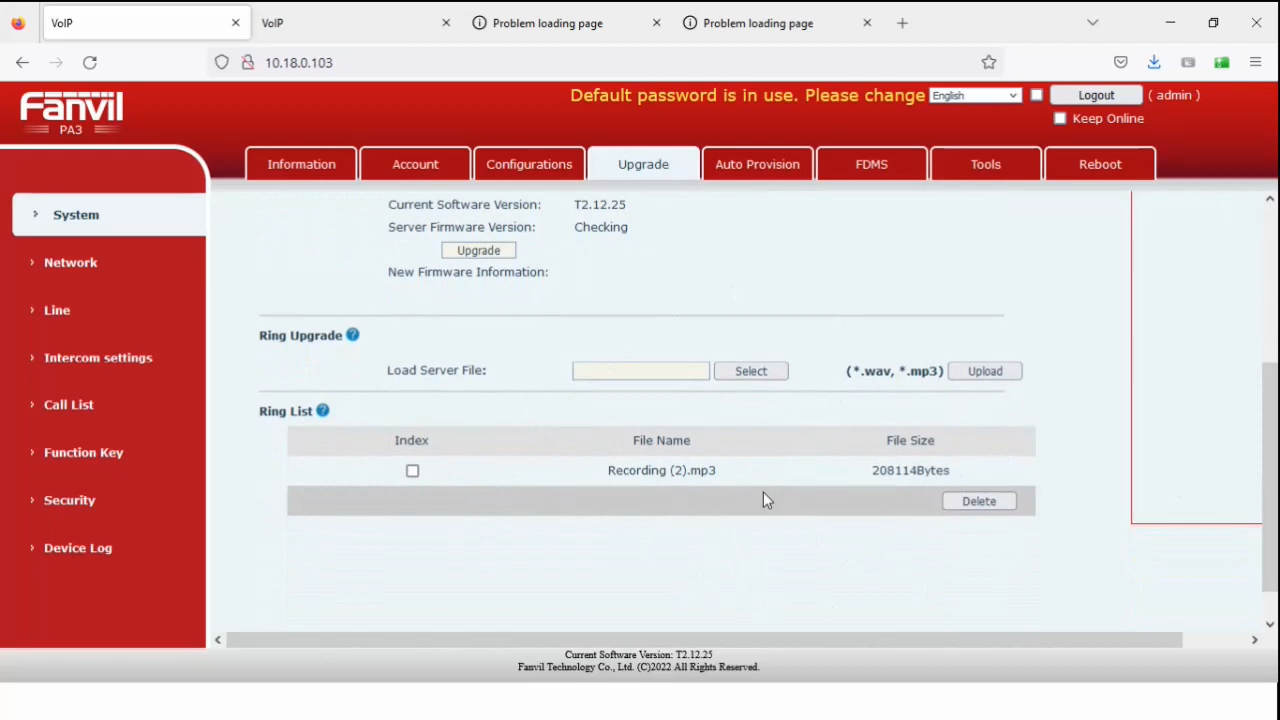 VoIP
VoIP
Problem loading page
Problem loading page
10.18.0.103
Fanvil
PA3
Default password is in use. Please change
English
Logout
( admin )
Keep Online
Information
Account
Configurations
Upgrade
Auto Provision
FDMS
Tools
Reboot
System
Network
Line
Intercom settings
Call List
Function Key
Security
Device Log
Current Software Version: T2.12.25
Server Firmware Version: Checking
Upgrade
New Firmware Information:
Ring Upgrade
Load Server File: Select (*.wav, *.mp3) Upload
Ring List
Index File Name File Size
Recording (2).mp3 208114Bytes
Delete
Current Software Version: T2.12.25
Fanvil Technology Co., Ltd. (C)2022 All Rights Reserved.